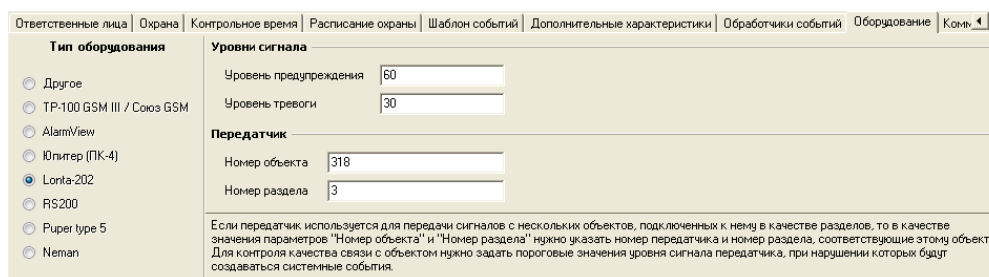 Ответственные лица Охрана Контрольное время Расписание охраны Шаблон событий Дополнительные характеристики Обработчики событий Оборудование Комм
Тип оборудования
Другое
TP-100 GSM III / Союз GSM
AlarmView
Юпитер (ПК-4)
Lonta-202
RS200
Puper type 5
Neman
Уровни сигнала
Уровень предупреждения 60
Уровень тревоги 30
Передатчик
Номер объекта 318
Номер раздела 3
Если передатчик используется для передачи сигналов с нескольких объектов, подключенных к нему в качестве разделов, то в качестве
значения параметров "Номер объекта" и "Номер раздела" нужно указать номер передатчика и номер раздела, соответствующие этому объект
Для контроля качества связи с объектом нужно задать пороговые значения уровня сигнала передатчика, при нарушении которых будут
создаваться системные события.